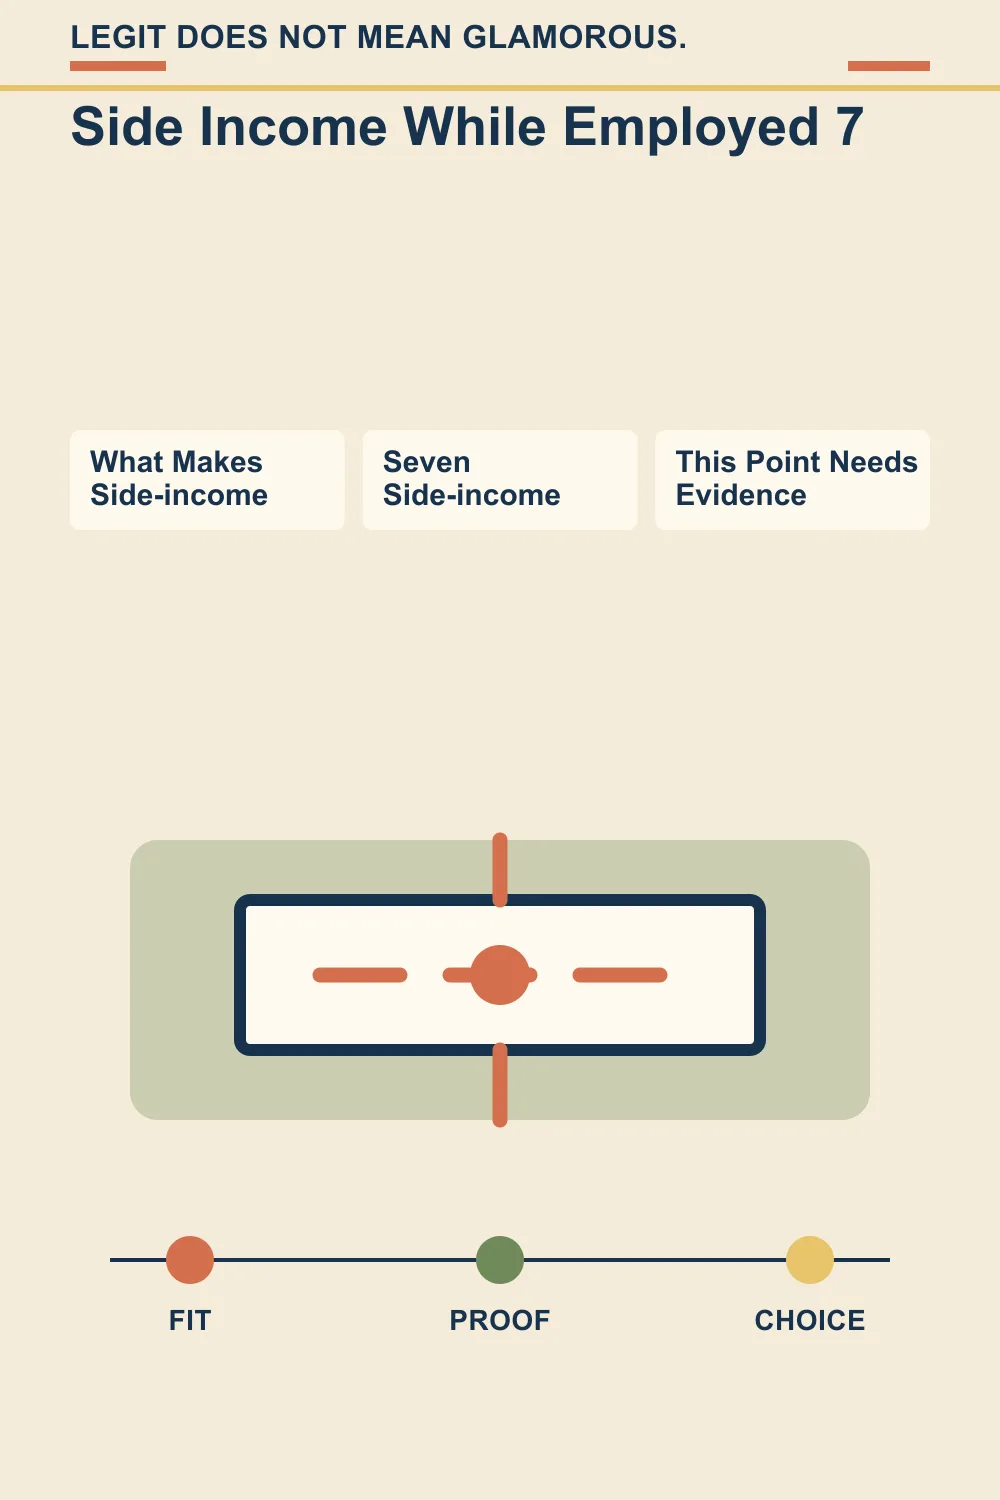 LEGIT DOES NOT MEAN GLAMOROUS.
Side Income While Employed 7
What Makes
Side-income
Seven
Side-income
This Point Needs
Evidence
FIT
PROOF
CHOICE